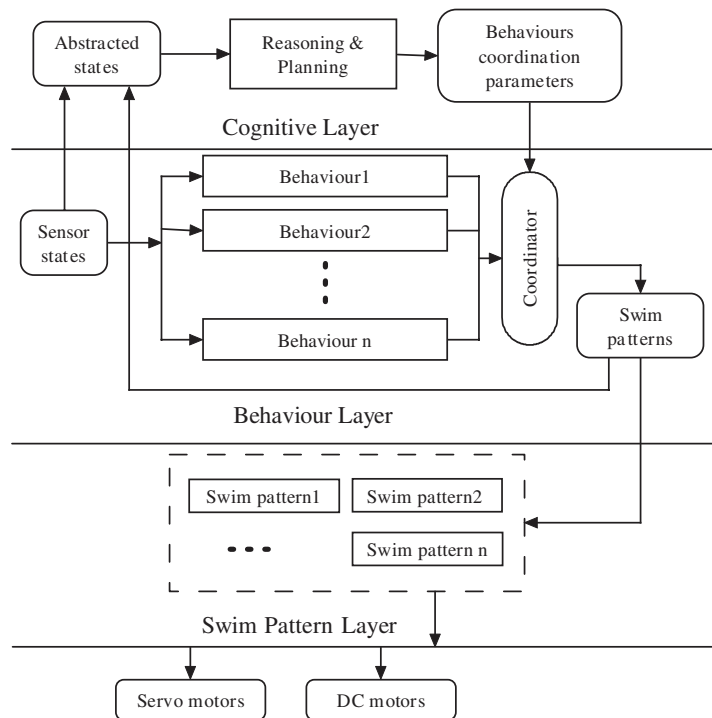 Abstracted
states
Reasoning &
Planning
Behaviours
coordination
parameters
Cognitive Layer
Sensor
states
Behaviour1
Behaviour2
Behaviour n
Coordinator
Swim
patterns
Behaviour Layer
Swim pattern1
Swim pattern2
Swim pattern n
Swim Pattern Layer
Servo motors
DC motors